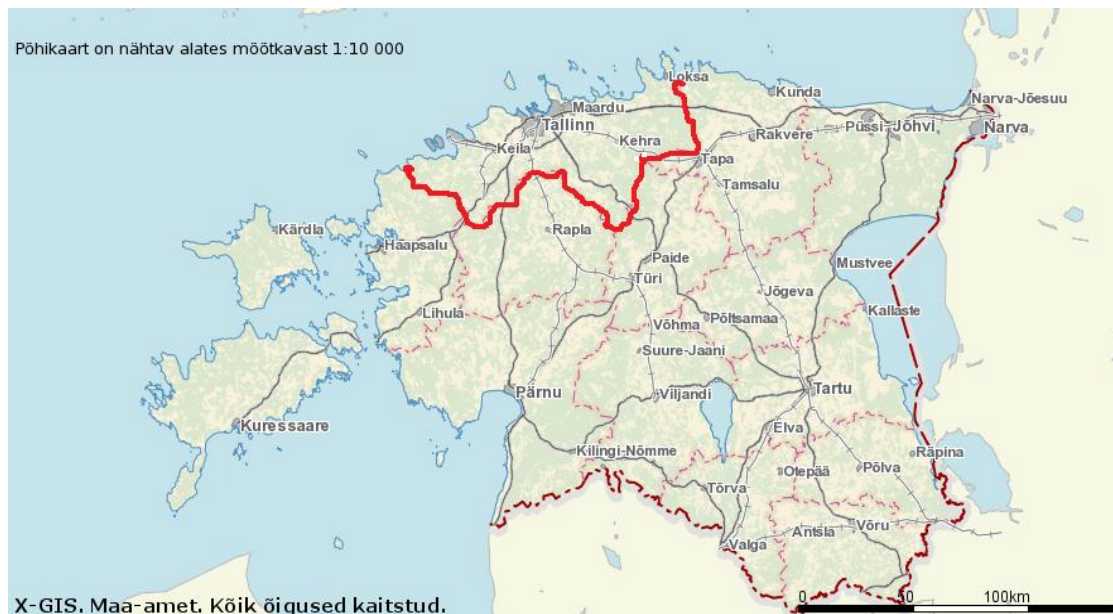 Põhikaart on nähtav alates mõõtkavast 1:10 000
Loksa
Kunda
Narva-Jõesuu
Maardu
Tallinn
Rakvere
Püssi
Jõhvi
Narva
Keila
Kehra
Tapa
Tamsalu
Kärdla
Haapsalu
Rapla
Paide
Mustvee
Türi
Jõgeva
Lihula
Võhma
Põltsamaa
Kallaste
Suure-Jaani
Pärnu
Viljandi
Tartu
Kuressaare
Elva
Kilingi-Nõmme
Otepää
Põlva
Räpina
Tõrva
Valga
Antsla
Võru
0 100km
X-GIS. Maa-amet. Kõik õigused kaitstud.